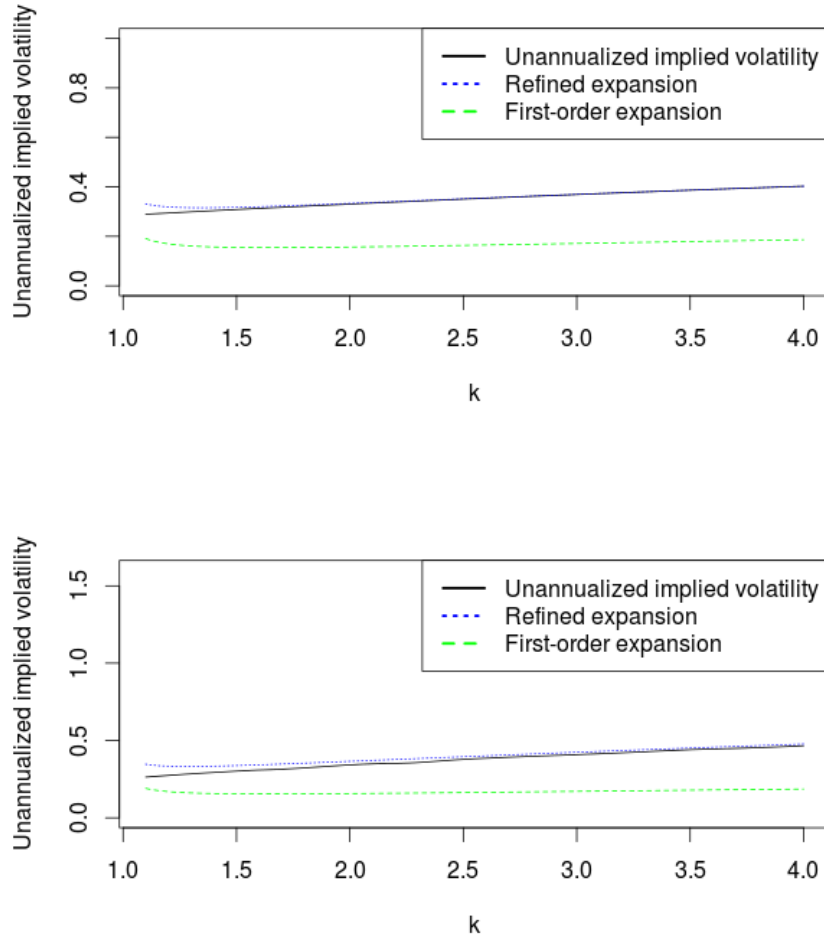 Unannualized implied volatility
0.0
0.4
0.8
Unannualized implied volatility
Refined expansion
First-order expansion
1.0 1.5 2.0 2.5 3.0 3.5 4.0
k
Unannualized implied volatility
0.0
0.5
1.0
1.5
Unannualized implied volatility
Refined expansion
First-order expansion
1.0 1.5 2.0 2.5 3.0 3.5 4.0
k